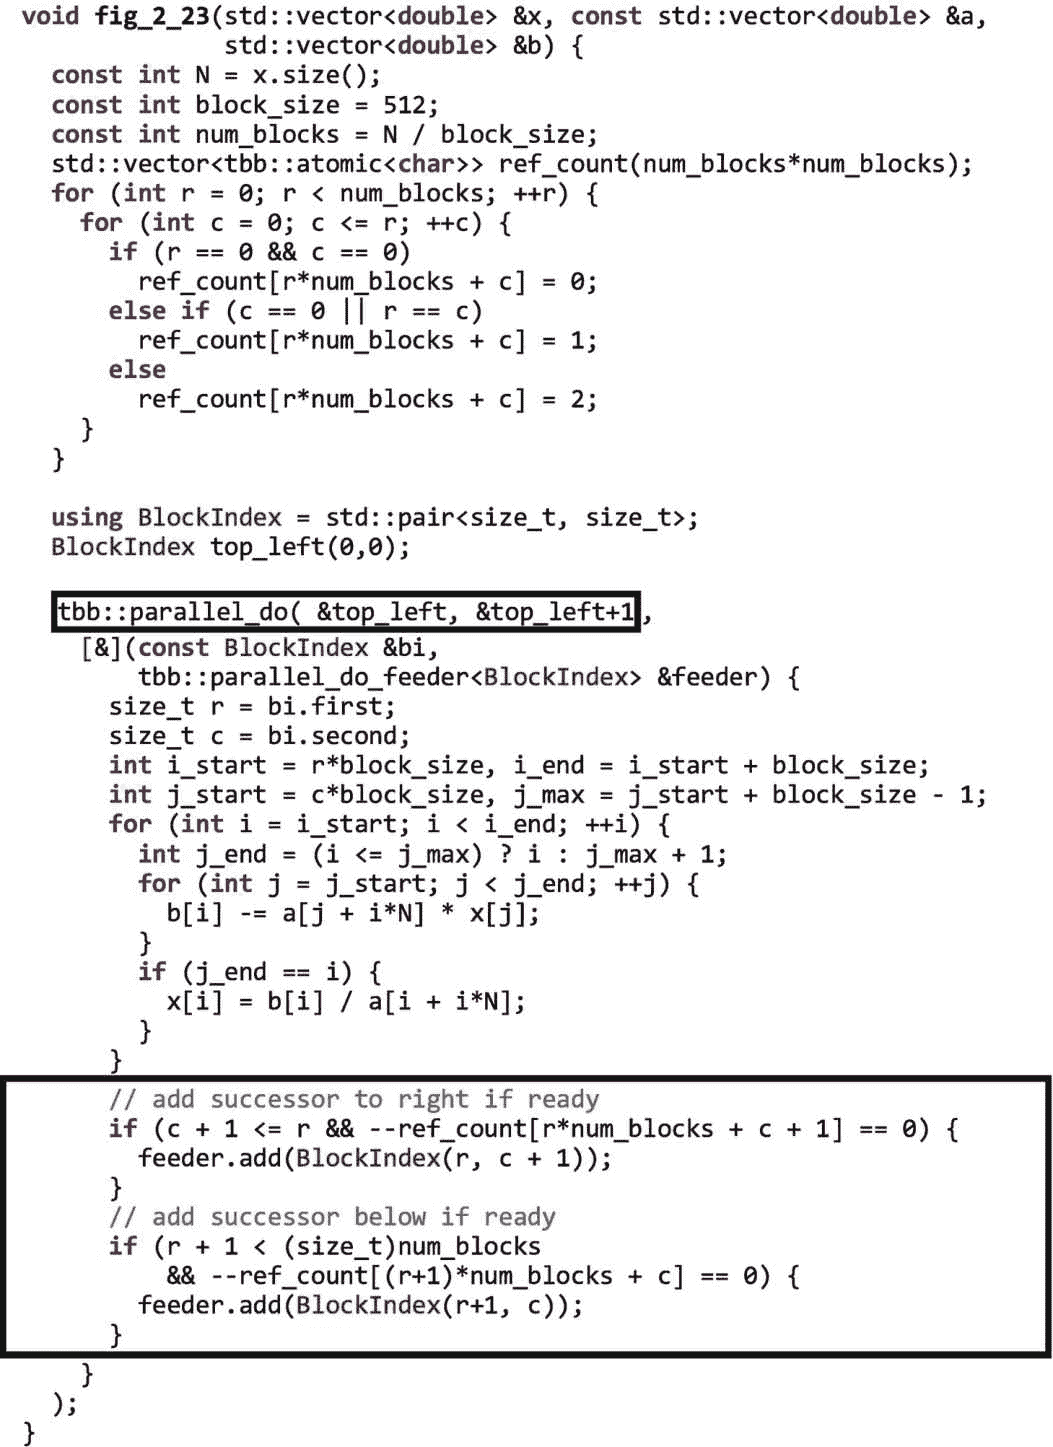 void fig_2_23(std::vector<double> &x, const std::vector<double> &a,
              std::vector<double> &b) {
  const int N = x.size();
  const int block_size = 512;
  const int num_blocks = N / block_size;
  std::vector<tbb::atomic<char>> ref_count(num_blocks*num_blocks);
  for (int r = 0; r < num_blocks; ++r) {
    for (int c = 0; c <= r; ++c) {
      if (r == 0 && c == 0)
        ref_count[r*num_blocks + c] = 0;
      else if (c == 0 || r == c)
        ref_count[r*num_blocks + c] = 1;
      else
        ref_count[r*num_blocks + c] = 2;
    }
  }

  using BlockIndex = std::pair<size_t, size_t>;
  BlockIndex top_left(0,0);

  tbb::parallel_do( &top_left, &top_left+1,
    [&](const BlockIndex &bi,
        tbb::parallel_do_feeder<BlockIndex> &feeder) {
      size_t r = bi.first;
      size_t c = bi.second;
      int i_start = r*block_size, i_end = i_start + block_size;
      int j_start = c*block_size, j_max = j_start + block_size - 1;
      for (int i = i_start; i < i_end; ++i) {
        int j_end = (i <= j_max) ? i : j_max + 1;
        for (int j = j_start; j < j_end; ++j) {
          b[i] -= a[j + i*N] * x[j];
        }
        if (j_end == i) {
          x[i] = b[i] / a[i + i*N];
        }
      }
      // add successor to right if ready
      if (c + 1 <= r && --ref_count[r*num_blocks + c + 1] == 0) {
        feeder.add(BlockIndex(r, c + 1));
      }
      // add successor below if ready
      if (r + 1 < (size_t)num_blocks
          && --ref_count[(r+1)*num_blocks + c] == 0) {
        feeder.add(BlockIndex(r+1, c));
      }
    }
  );
}